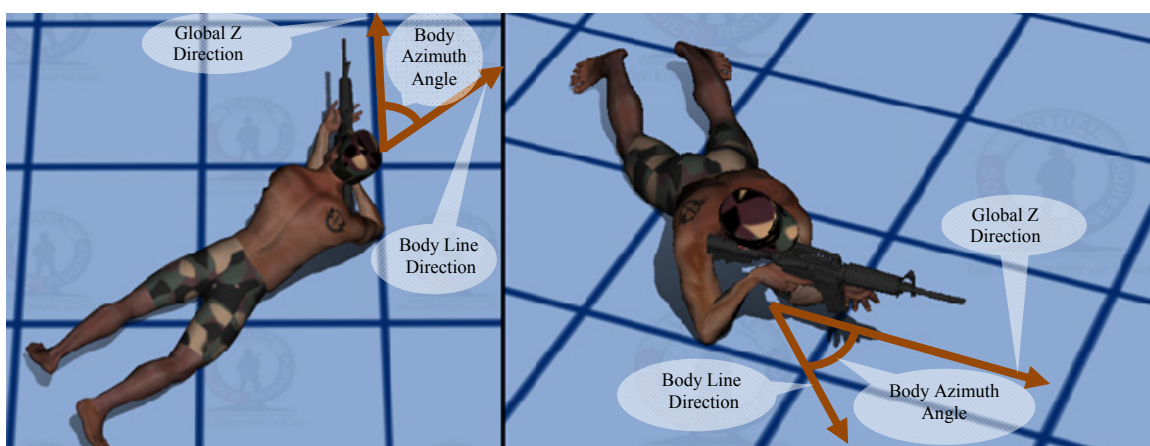 Global Z
Direction
Body
Azimuth
Angle
Body Line
Direction
Global Z
Direction
Body Line
Direction
Body Azimuth
Angle